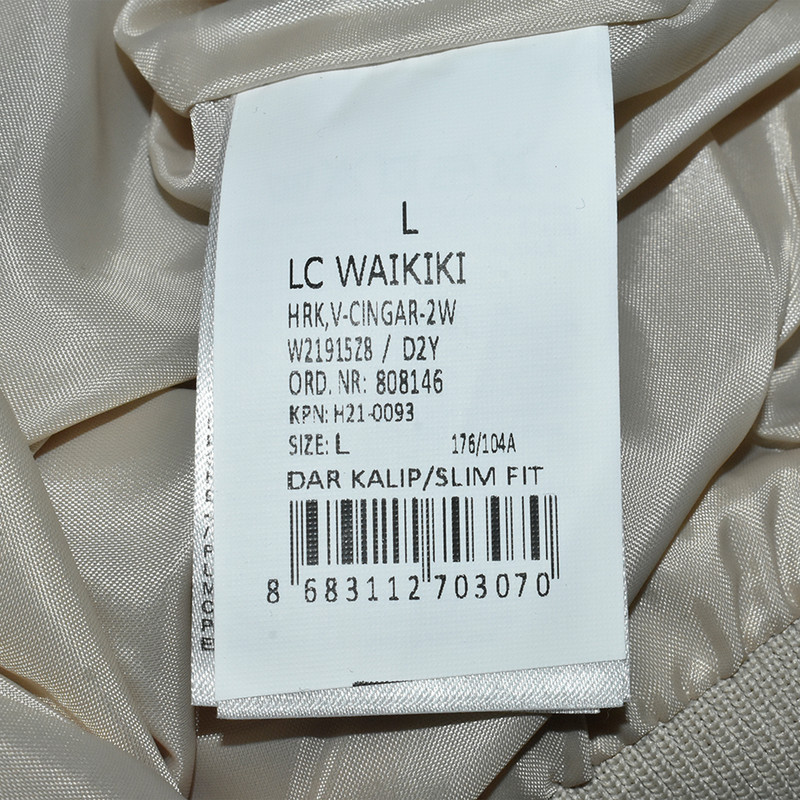 L
LC WAIKIKI
HRK,V-CINGAR-2W
W21915Z8 / D2Y
ORD. NR: 808146
KPN: H21-0093
SIZE: L 176/104A
DAR KALIP/SLIM FIT
8 683112 703070